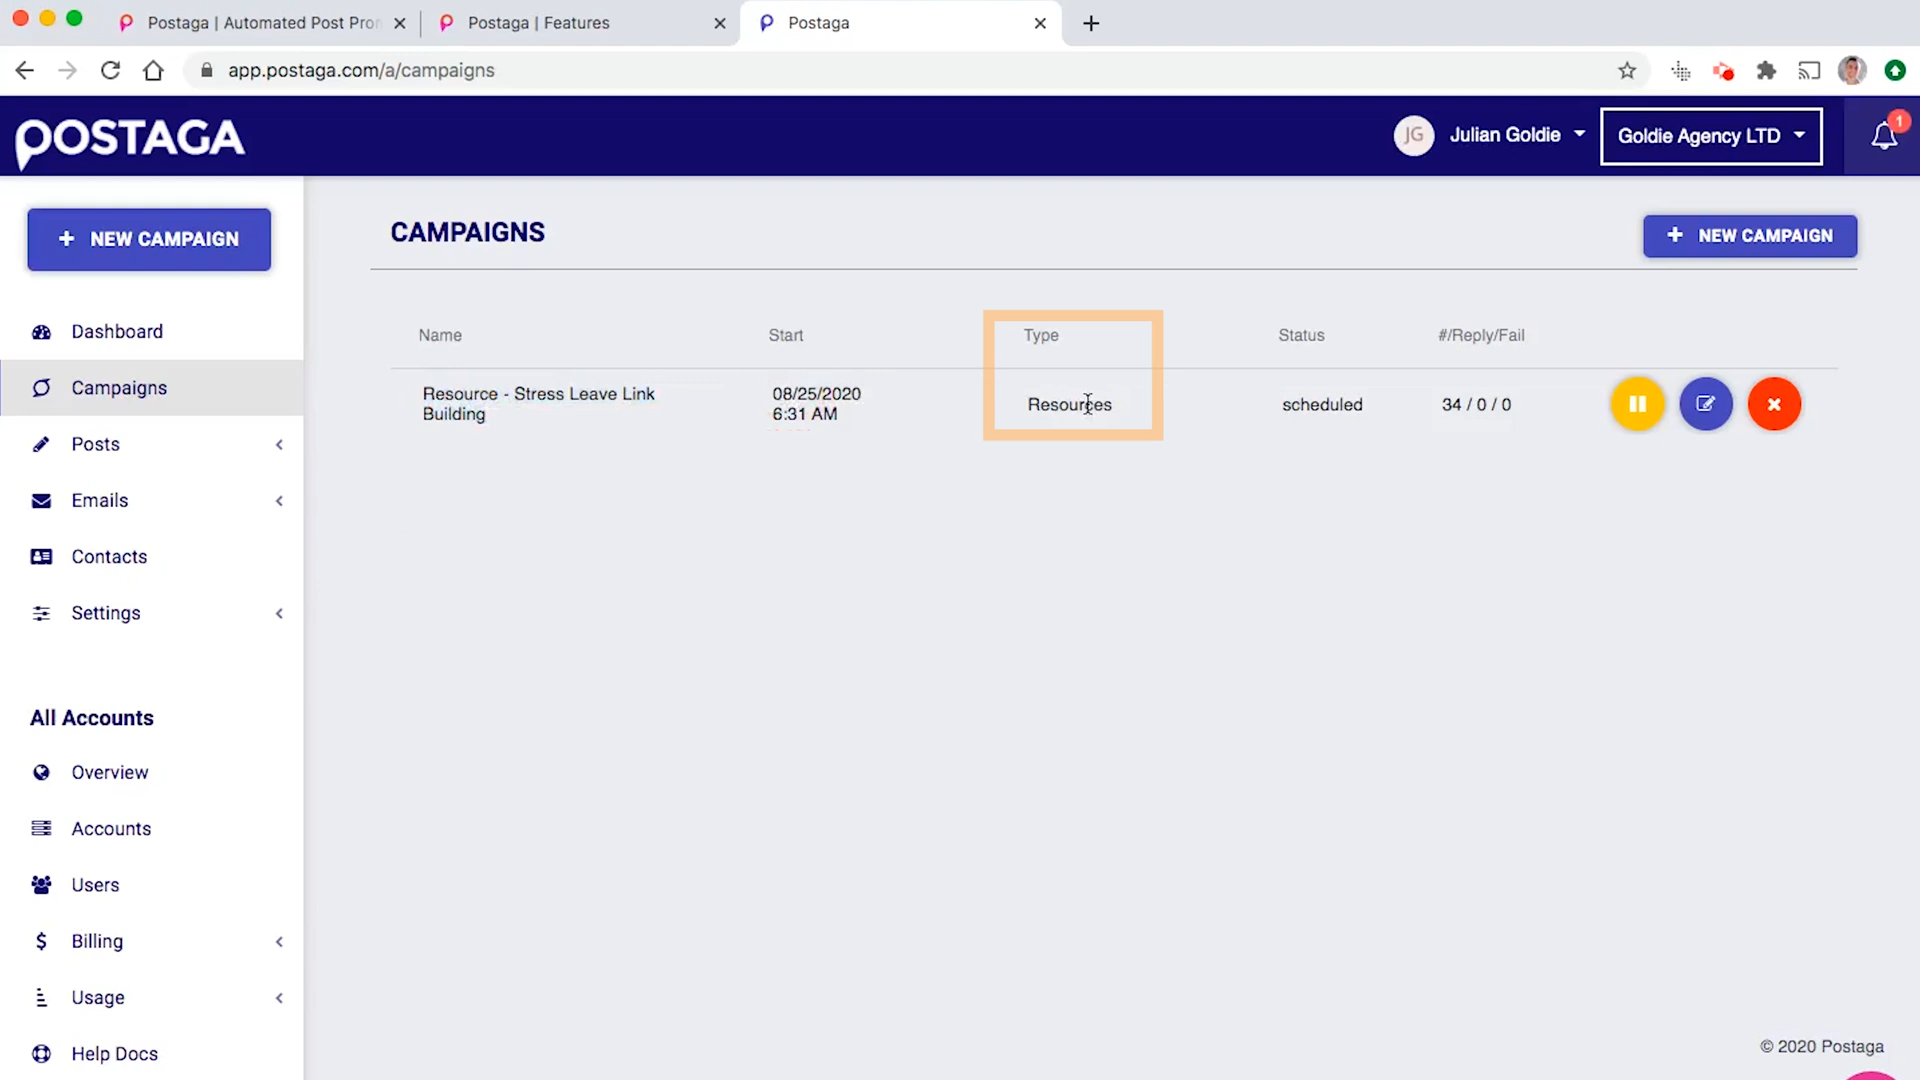 Postaga | Automated Post Pro
Postaga | Features
Postaga
app.postaga.com/a/campaigns
POSTAGA
JG
Julian Goldie
Goldie Agency LTD
1
+ NEW CAMPAIGN
CAMPAIGNS
+ NEW CAMPAIGN
Dashboard
Campaigns
Posts
Emails
Contacts
Settings
All Accounts
Overview
Accounts
Users
Billing
Usage
Help Docs
Name
Start
Type
Status
#/Reply/Fail
Resource - Stress Leave Link
Building
08/25/2020
6:31 AM
Resources
scheduled
34 / 0 / 0
© 2020 Postaga